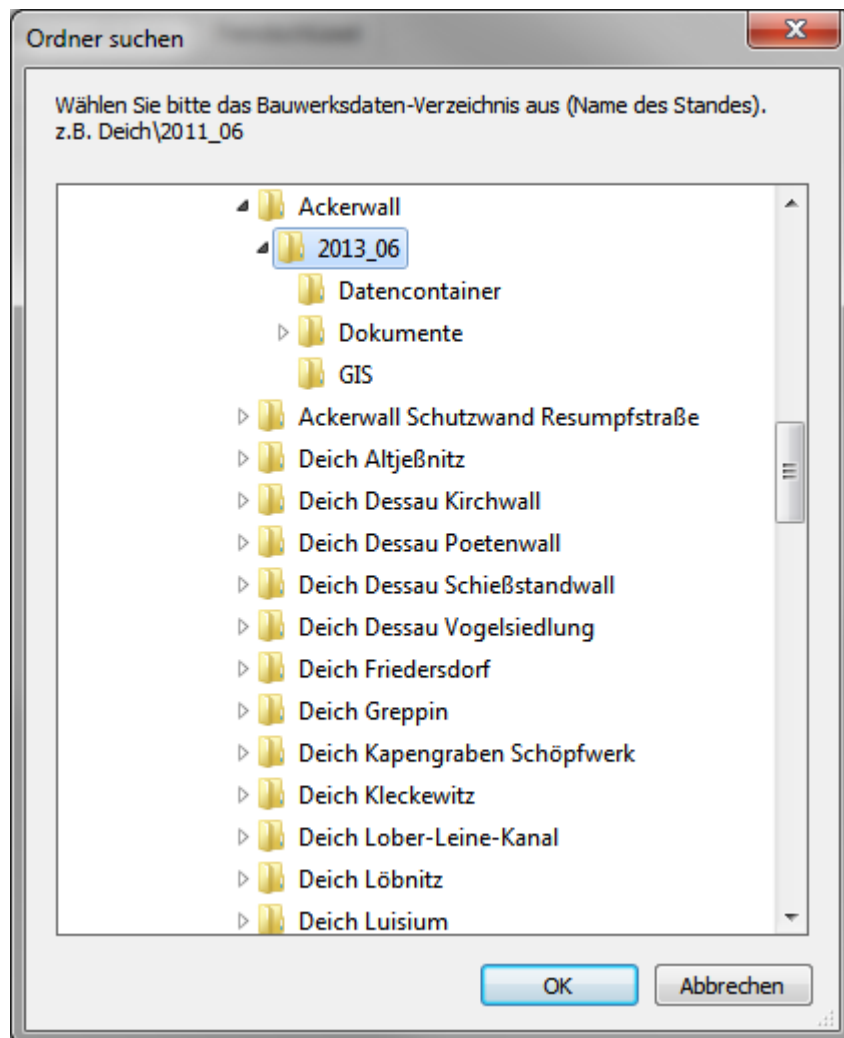 Ordner suchen
Wählen Sie bitte das Bauwerksdaten-Verzeichnis aus (Name des Standes).
z.B. Deich\2011_06
Ackerwall
2013_06
Datencontainer
Dokumente
GIS
Ackerwall Schutzwand Resumpfstraße
Deich Altjeßnitz
Deich Dessau Kirchwall
Deich Dessau Poetenwall
Deich Dessau Schießstandwall
Deich Dessau Vogelsiedlung
Deich Friedersdorf
Deich Greppin
Deich Kapengraben Schöpfwerk
Deich Kleckewitz
Deich Lober-Leine-Kanal
Deich Löbnitz
Deich Luisium
OK Abbrechen